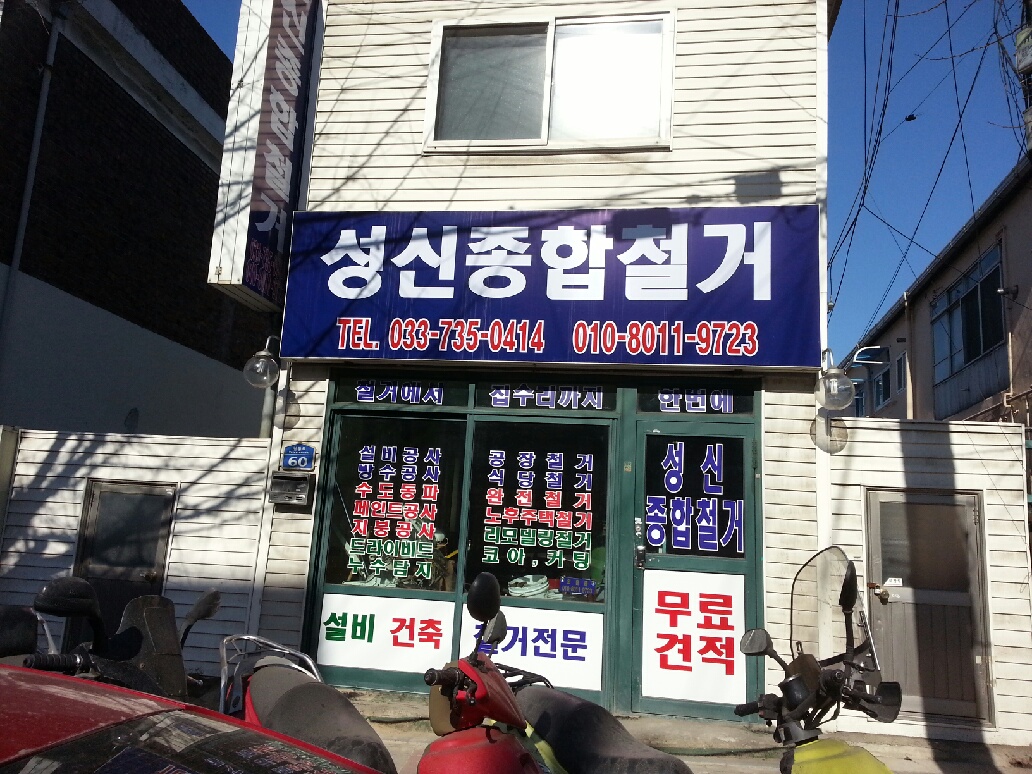 성신종합철거
TEL. 033-735-0414 010-8011-9723
철거에서 집수리까지 한번에
설비공사
방수공사
수도동파
페인트공사
지붕공사
드라이비트
누수탐지
공장철거
식당철거
완전철거
노후주택철거
리모델링철거
코아,커팅
성신
종합철거
설비 건축 철거전문
무료
견적
60